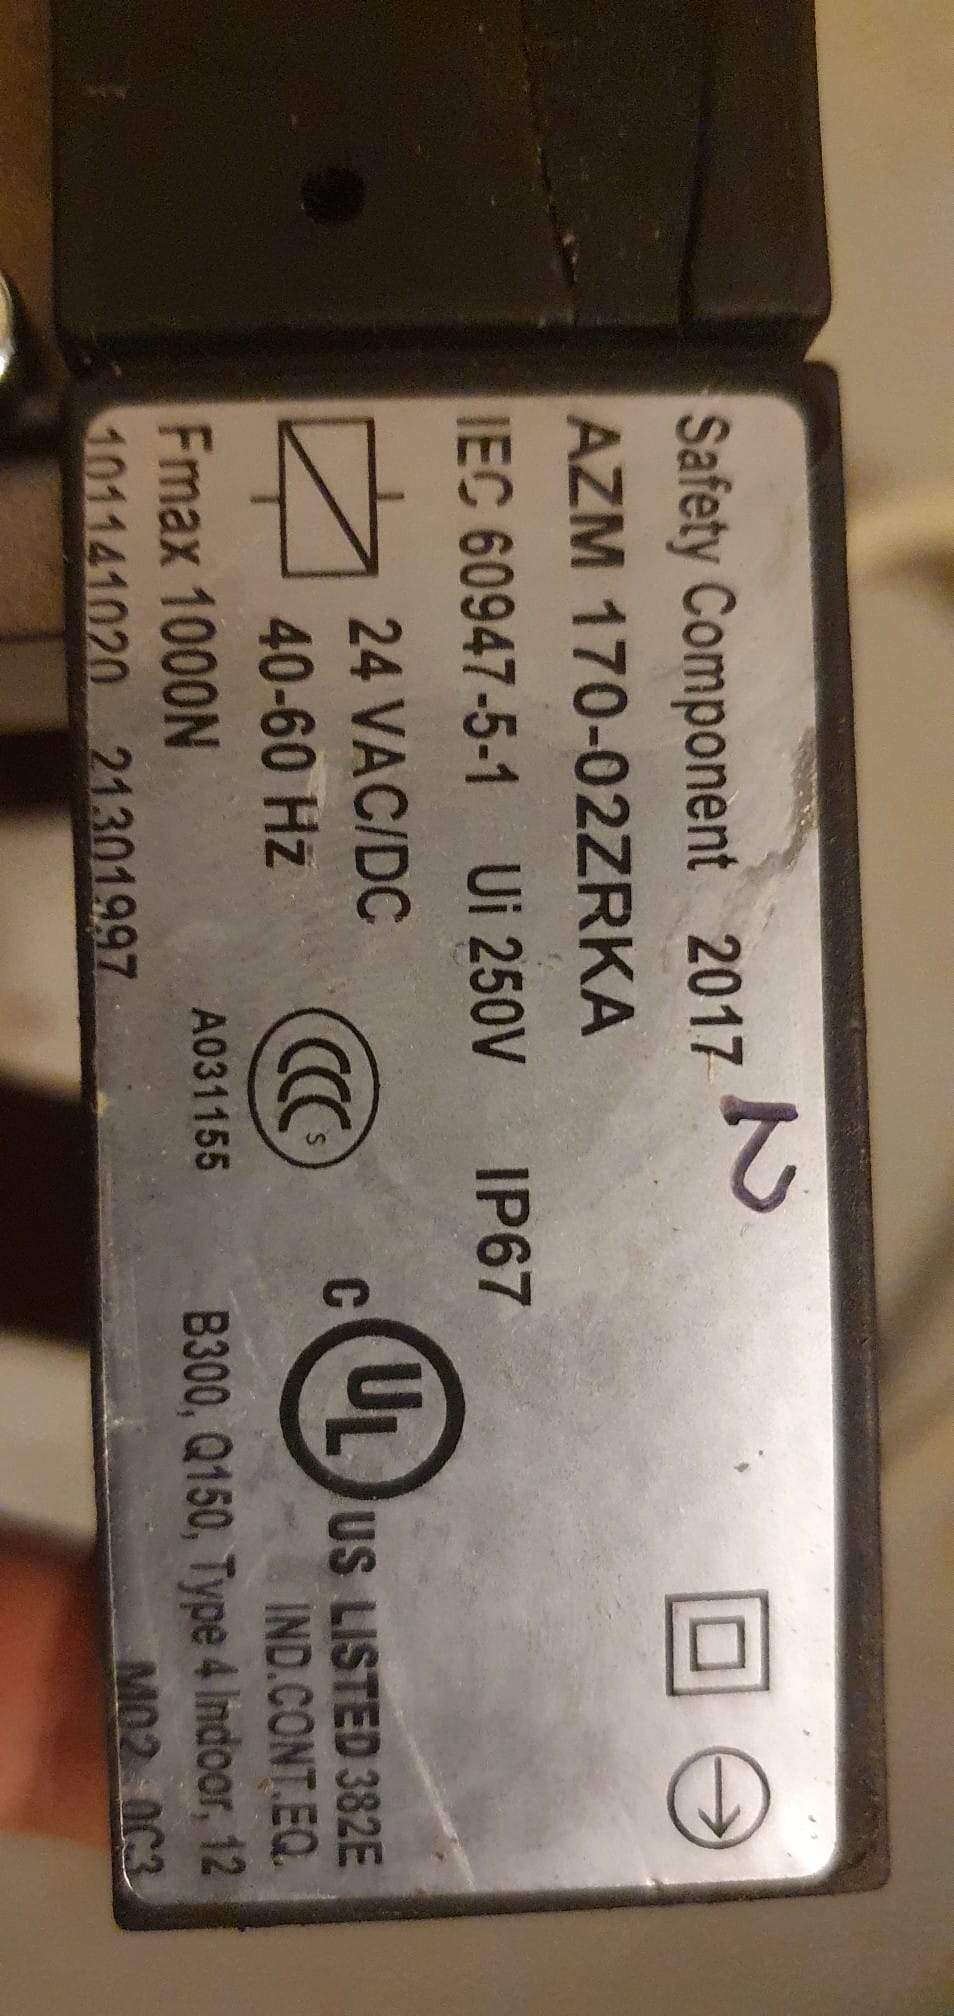 Safety Component 2017
AZM 170-02ZRKA
IEC 60947-5-1 Ui 250V IP67
24 VAC/DC
40-60 Hz
CCC S
c UL US LISTED 382E
IND.CONT.EQ.
Fmax 1000N
A031155
B300, Q150, Type 4 Indoor, 12
101141020 21301997
M02 0C3